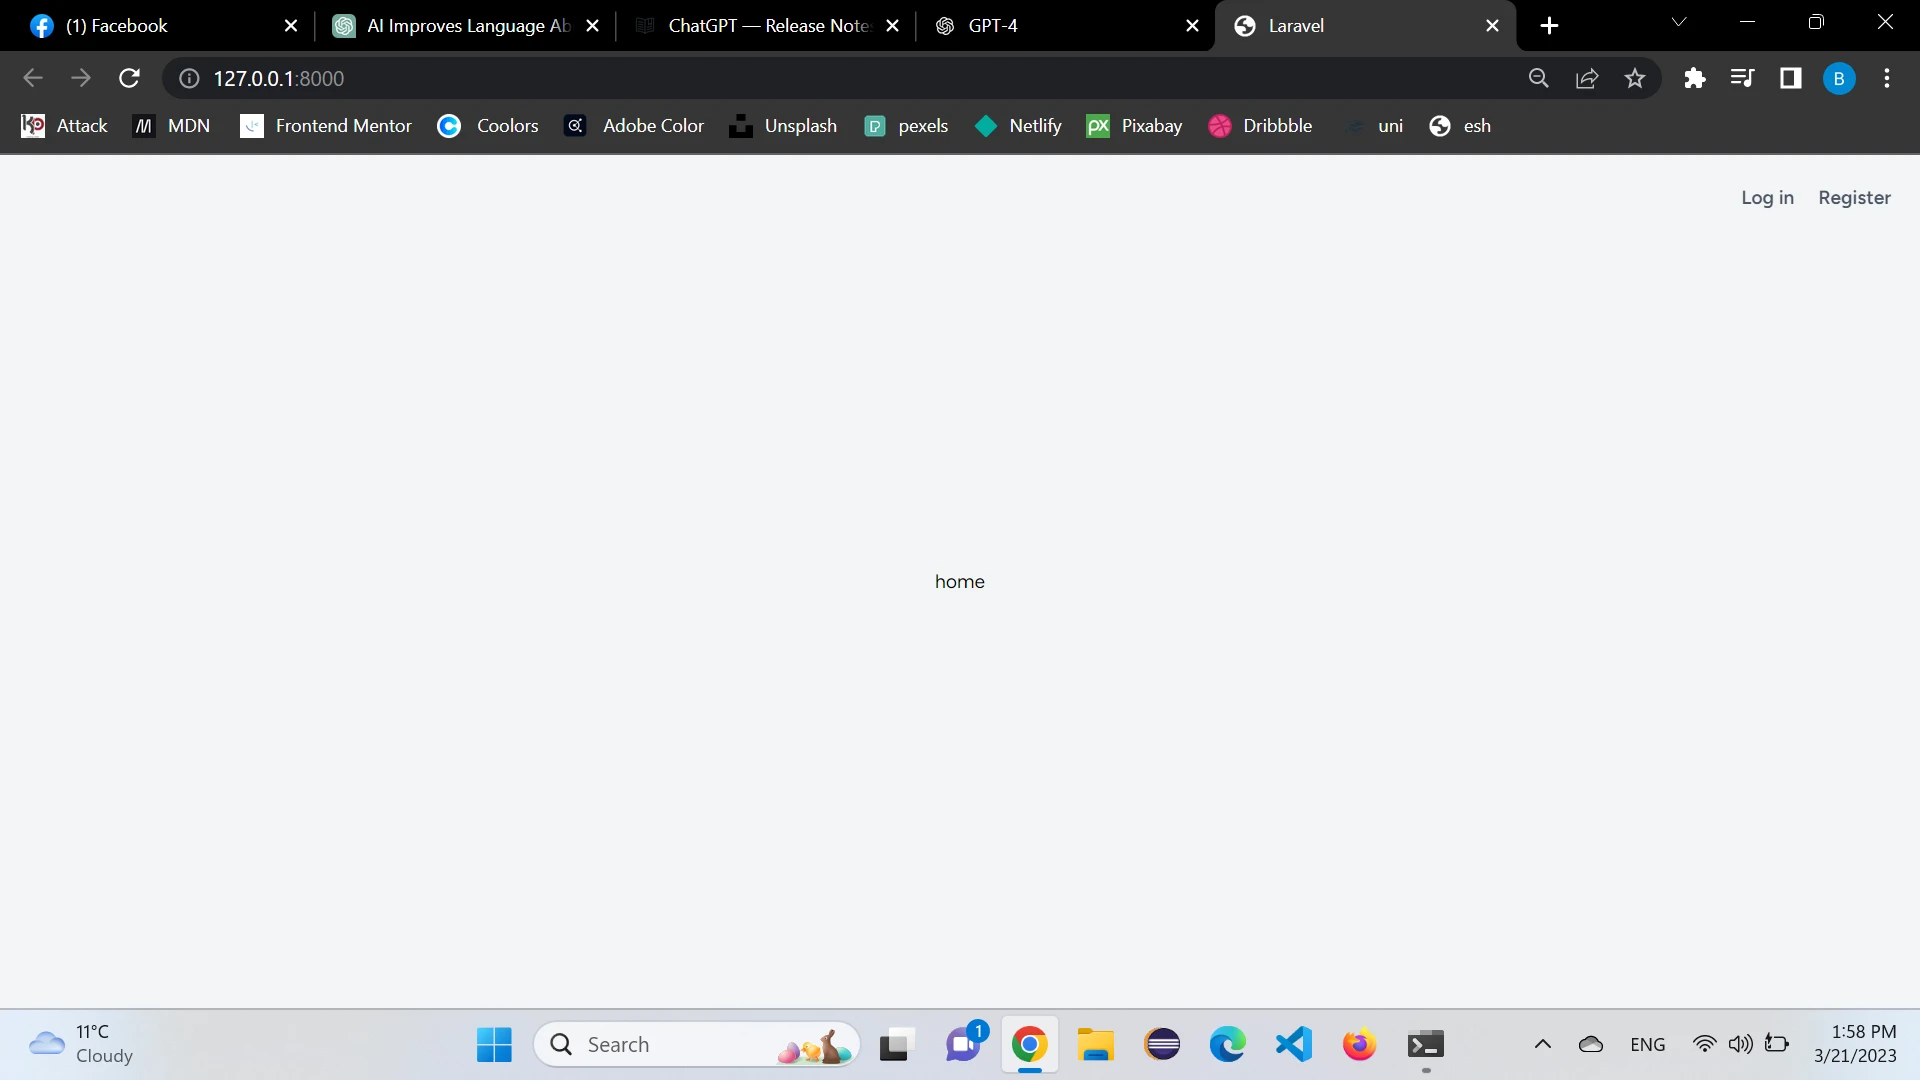 (1) Facebook
AI Improves Language Ab
ChatGPT — Release Note
GPT-4
Laravel
127.0.0.1:8000
B
Attack
MDN
Frontend Mentor
Coolors
Adobe Color
Unsplash
pexels
Netlify
px
Pixabay
Dribbble
uni
esh
Log in
Register
home
11°C
Cloudy
Search
1
ENG
1:58 PM
3/21/2023